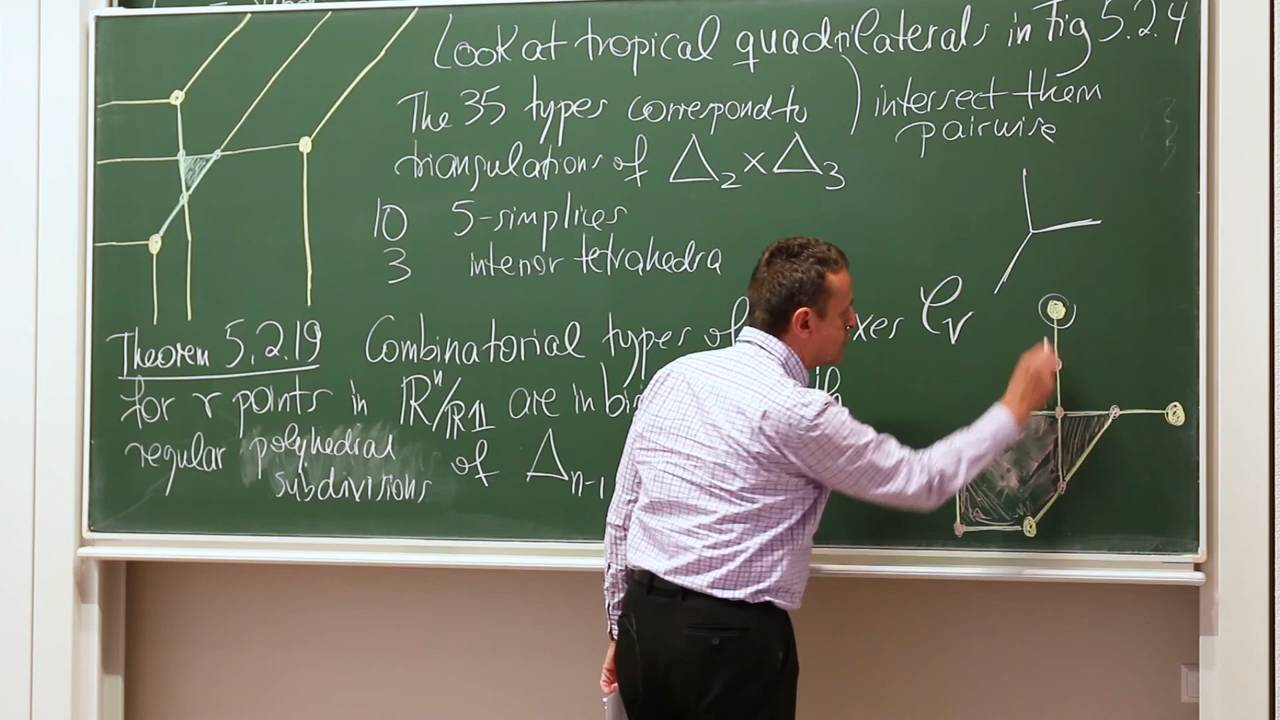 Look at tropical quadrilaterals in Fig 5.2.4
The 35 types correspond to ) intersect them
pairwise
triangulations of Δ₂×Δ₃
10 5-simplices
3 interior tetrahedra
Theorem 5.2.19 Combinatorial types of
for r points in ℝⁿ/ℝ𝟙 are in
regular polyhedral of Δₙ₋₁
subdivisions